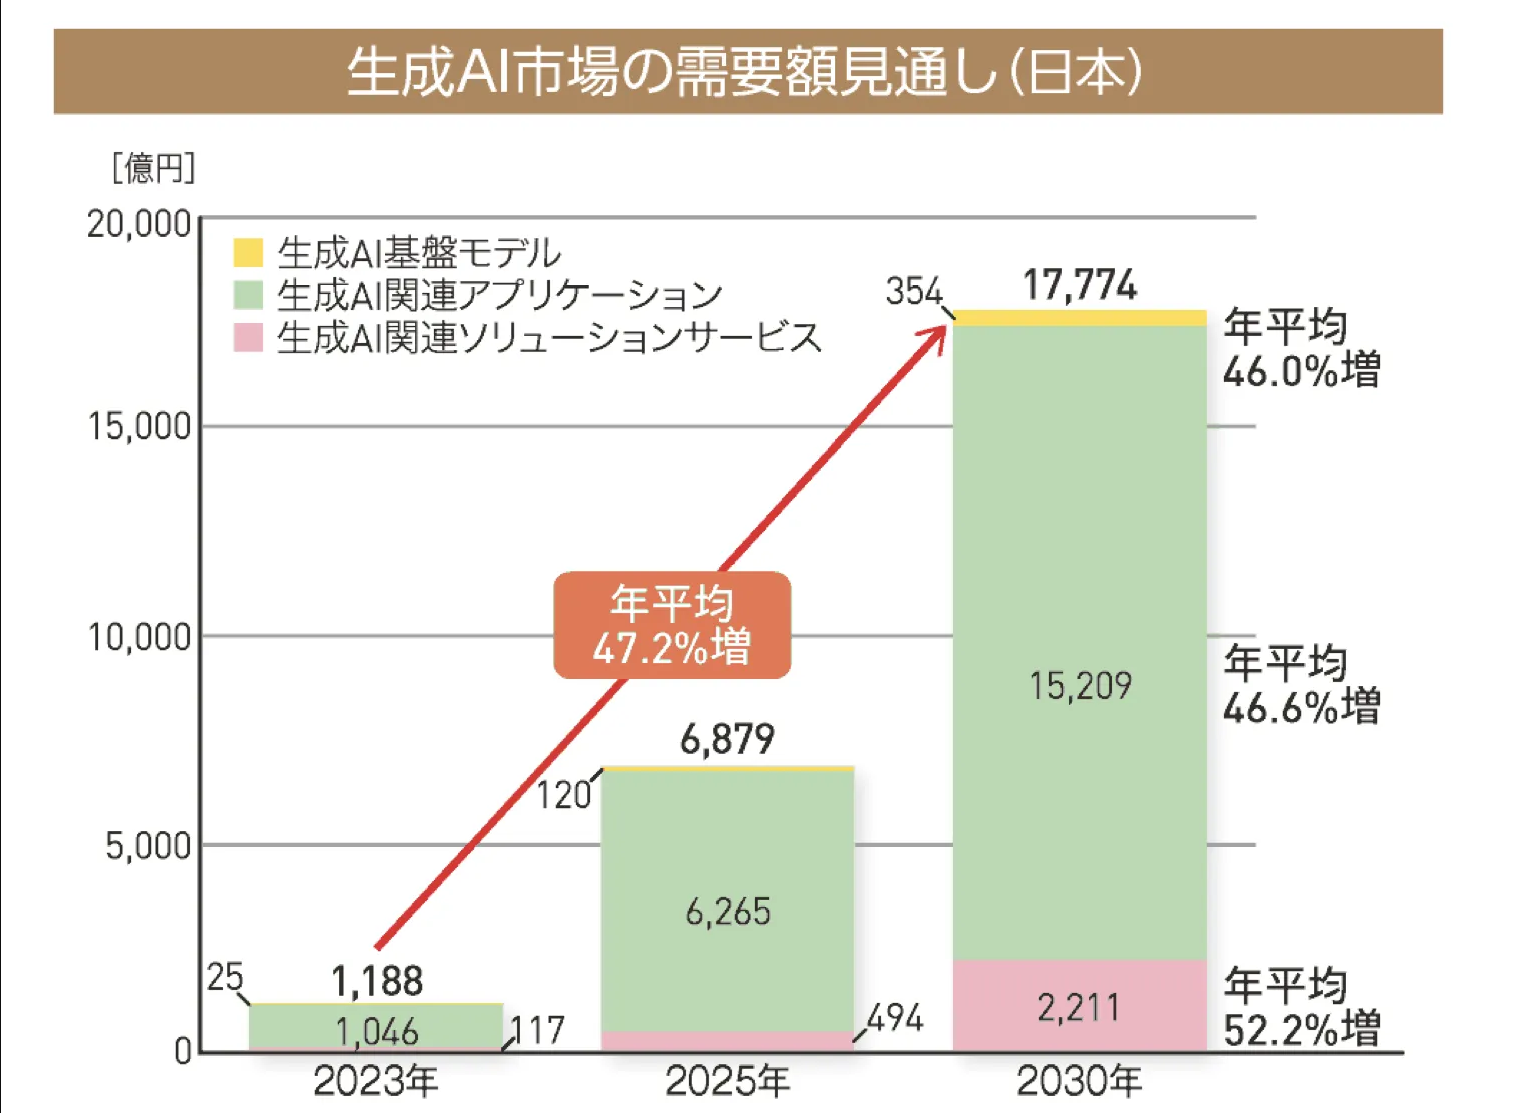 生成AI市場の需要額見通し（日本）
［億円］
20,000
15,000
10,000
5,000
0
生成AI基盤モデル
生成AI関連アプリケーション
生成AI関連ソリューションサービス
年平均
47.2%増
25
1,188
1,046
117
2023年
6,879
120
6,265
494
2025年
354
17,774
15,209
2,211
2030年
年平均
46.0%増
年平均
46.6%増
年平均
52.2%増